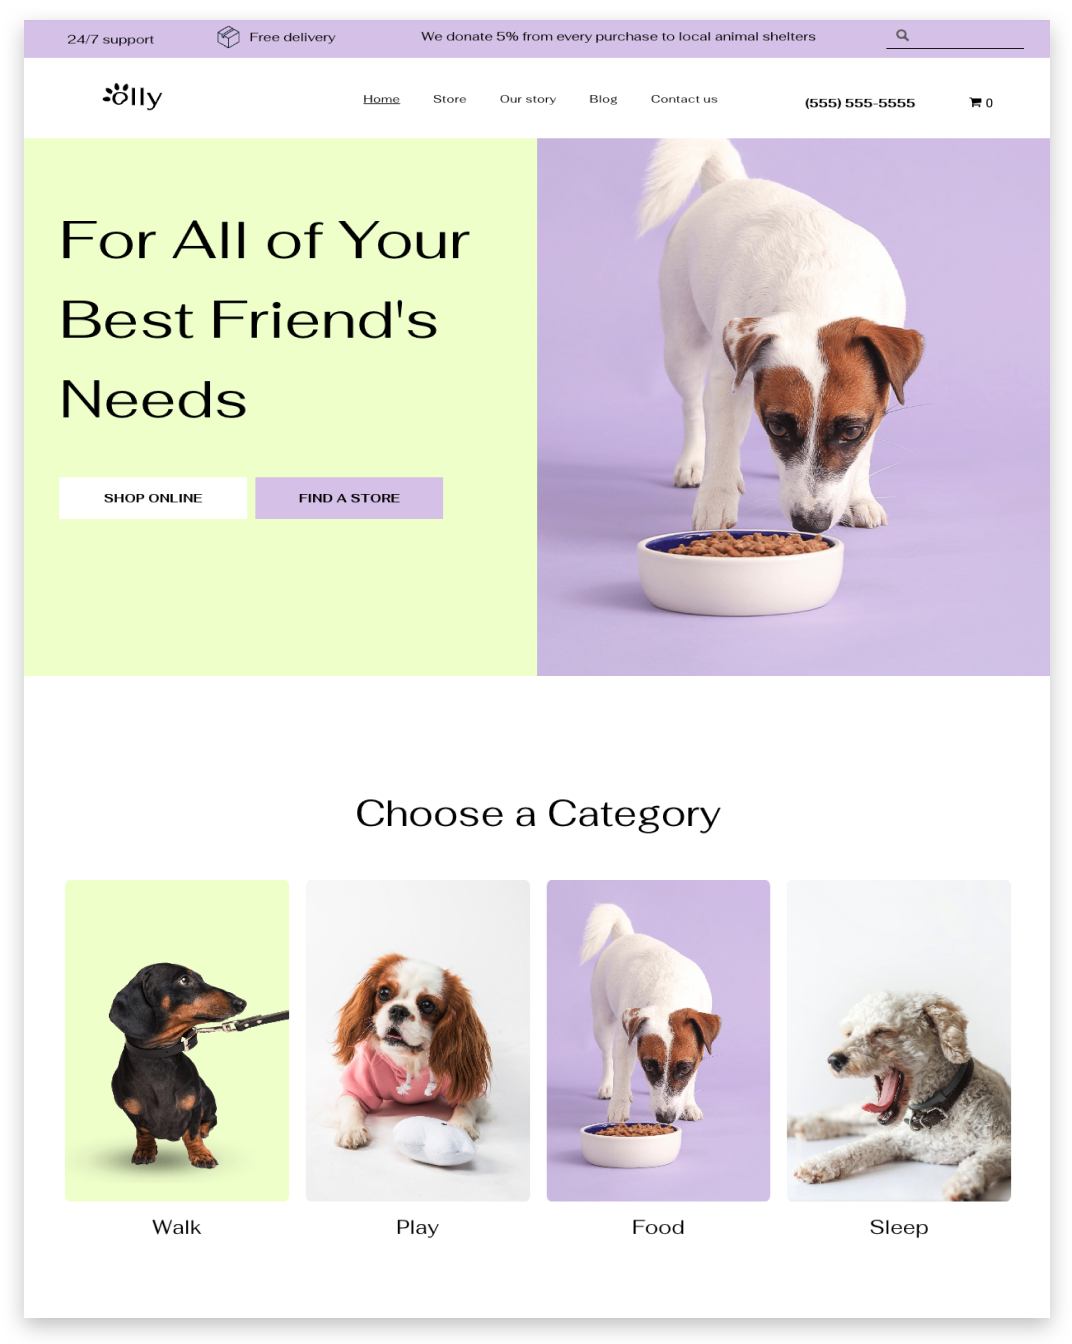 24/7 support
Free delivery
We donate 5% from every purchase to local animal shelters
olly
Home
Store
Our story
Blog
Contact us
(555) 555-5555
0
For All of Your
Best Friend's
Needs
SHOP ONLINE
FIND A STORE
Choose a Category
Walk
Play
Food
Sleep